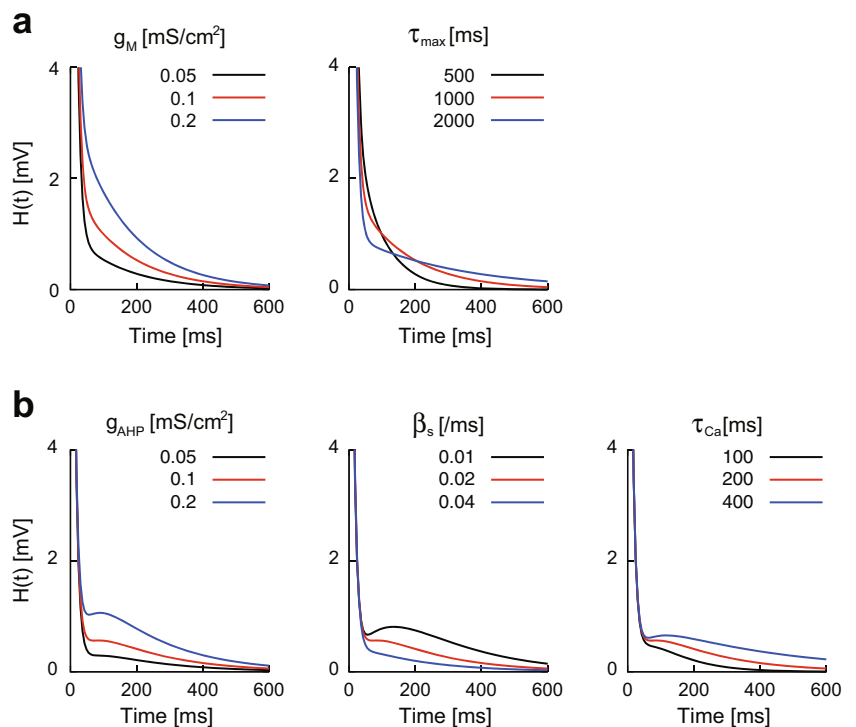 a
g_M [mS/cm²]
0.05
0.1
0.2
4
2
0
H(t) [mV]
0 200 400 600
Time [ms]
τ_max [ms]
500
1000
2000
4
2
0
0 200 400 600
Time [ms]
b
g_AHP [mS/cm²]
0.05
0.1
0.2
4
2
0
H(t) [mV]
0 200 400 600
Time [ms]
β_s [/ms]
0.01
0.02
0.04
4
2
0
0 200 400 600
Time [ms]
τ_Ca[ms]
100
200
400
4
2
0
0 200 400 600
Time [ms]